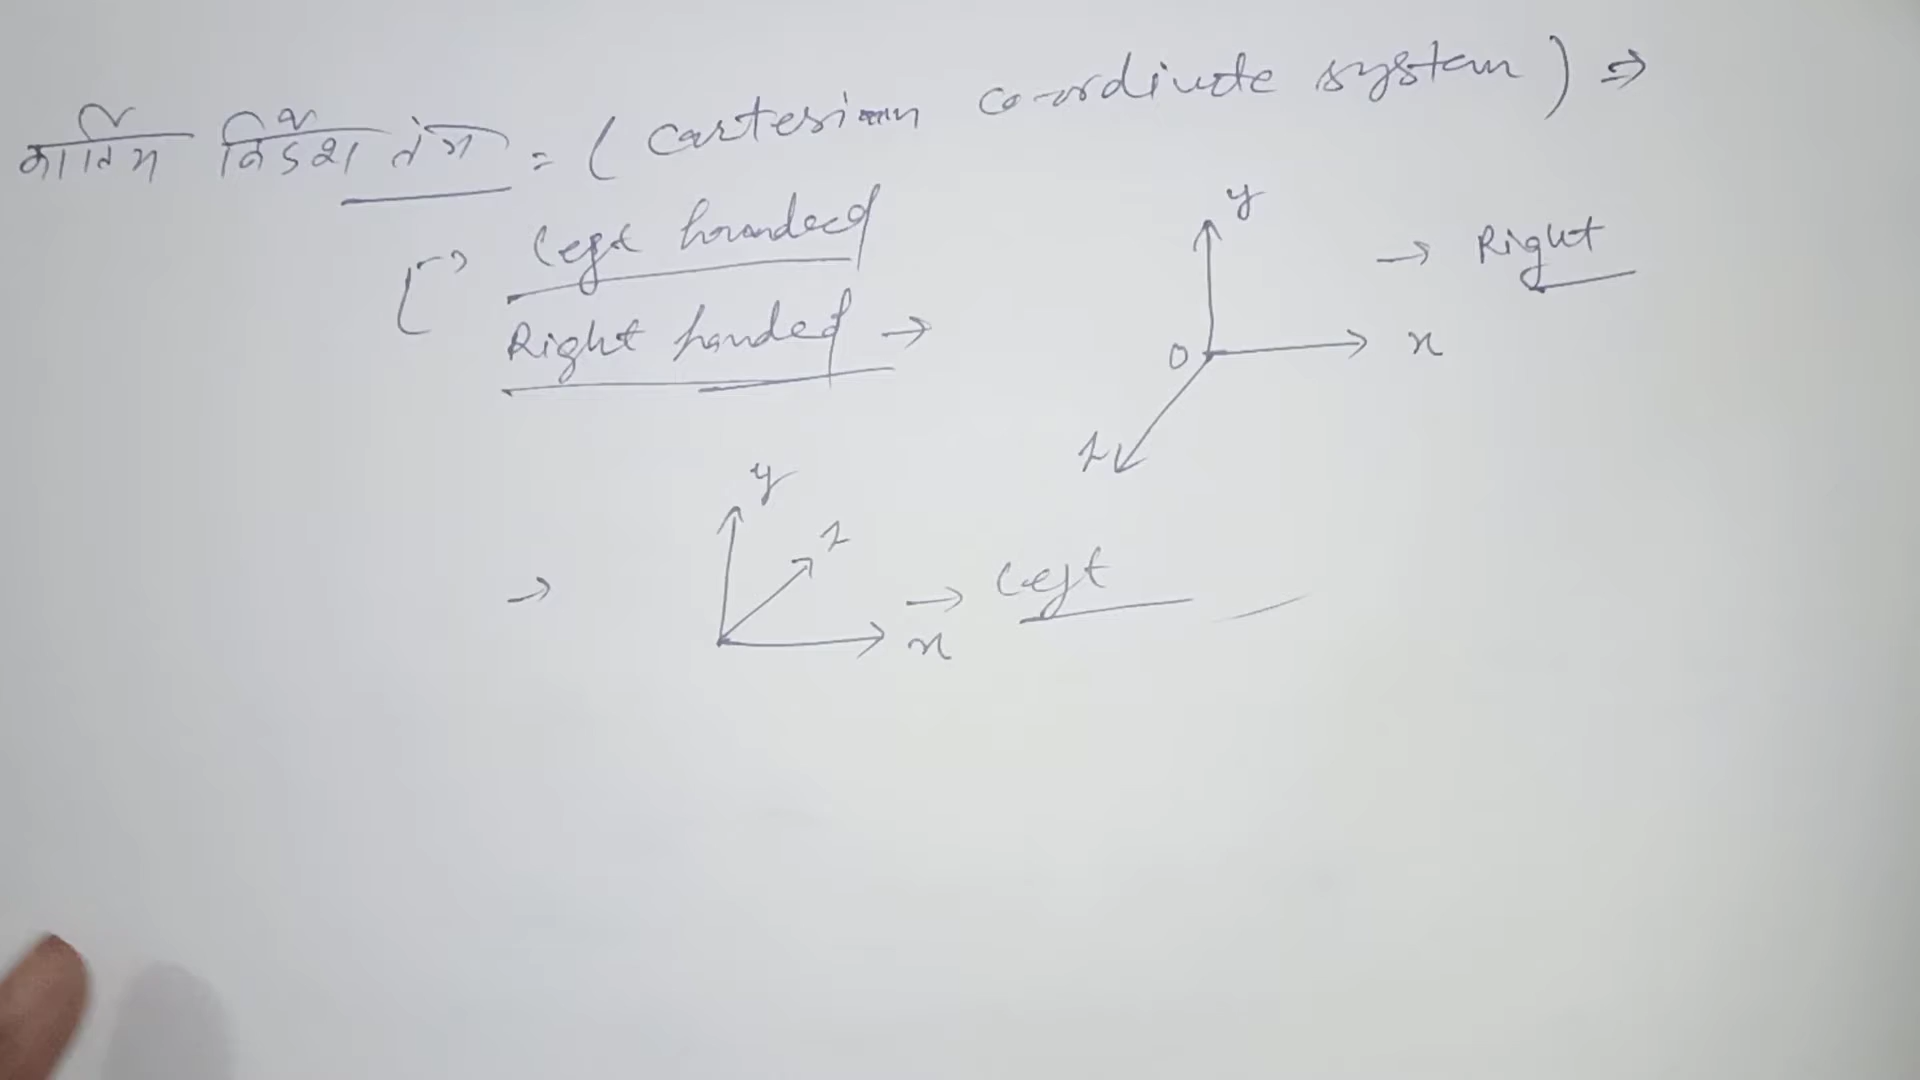 कार्तिय निर्देश तंत्र = ( Cartesian co-ordinate system ) ⇒
[→ Left handed
Right handed →
y
→ Right
O
x
z
y
z
→
→ Left
x